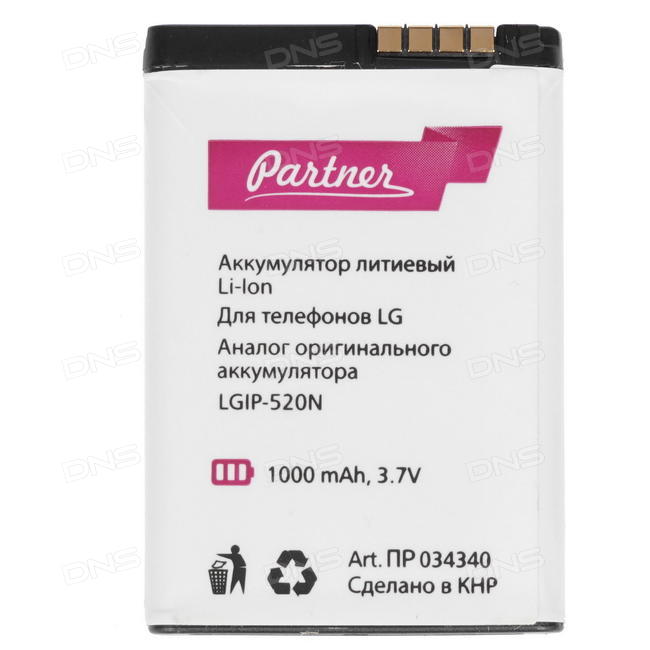 Partner
Аккумулятор литиевый
Li-Ion
Для телефонов LG
Аналог оригинального
аккумулятора
LGIP-520N
1000 mAh, 3.7V
Art. ПР 034340
Сделано в КНР
DNS